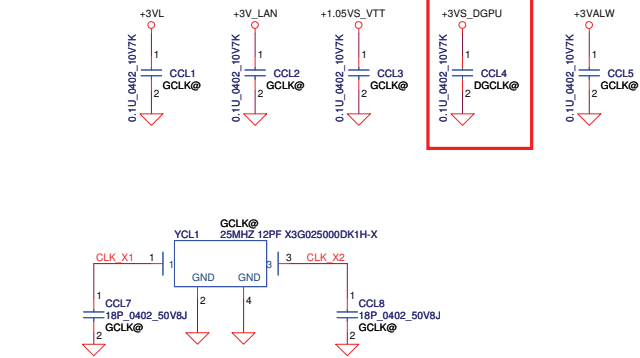 +3VL
+3V_LAN
+1.05VS_VTT
+3VS_DGPU
+3VALW
1
1
1
1
1
0.1U_0402_10V7K
CCL1
GCLK@
0.1U_0402_10V7K
CCL2
GCLK@
0.1U_0402_10V7K
CCL3
GCLK@
0.1U_0402_10V7K
CCL4
DGCLK@
0.1U_0402_10V7K
CCL5
GCLK@
2
2
2
2
2
GCLK@
YCL1
25MHZ 12PF X3G025000DK1H-X
CLK_X1
1
1
3
3
CLK_X2
GND
GND
2
4
1
CCL7
18P_0402_50V8J
GCLK@
2
1
CCL8
18P_0402_50V8J
GCLK@
2